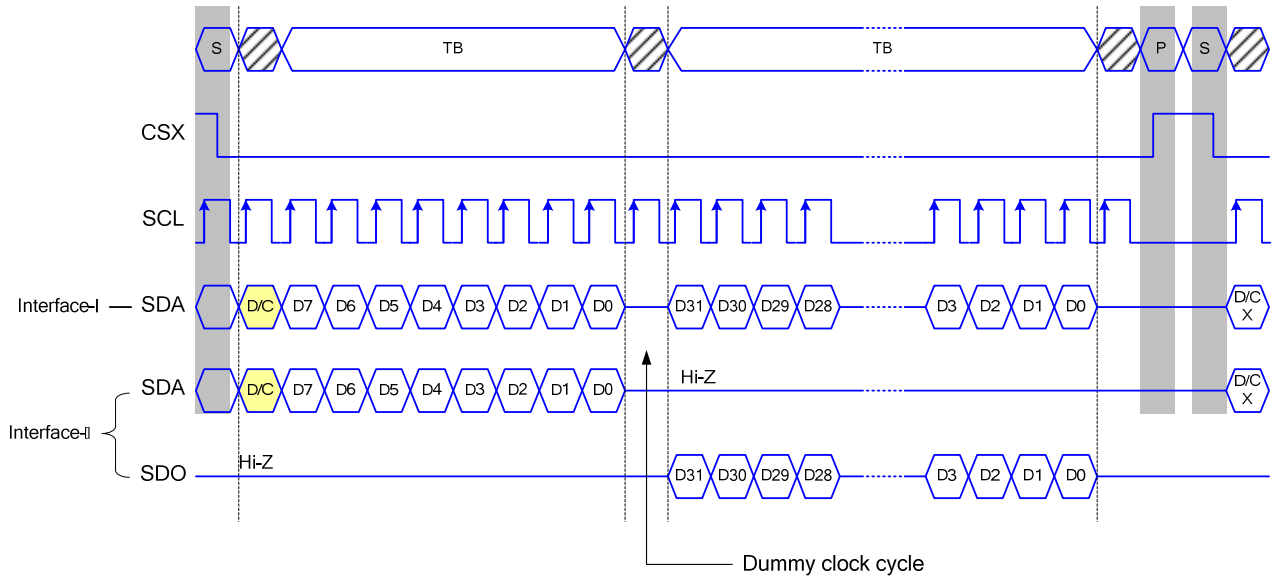 S TB TB P S
CSX
SCL
Interface-I SDA D/C D7 D6 D5 D4 D3 D2 D1 D0 D31 D30 D29 D28 D3 D2 D1 D0 D/C X
SDA D/C D7 D6 D5 D4 D3 D2 D1 D0 Hi-Z D/C X
Interface-
Hi-Z
SDO D31 D30 D29 D28 D3 D2 D1 D0
Dummy clock cycle